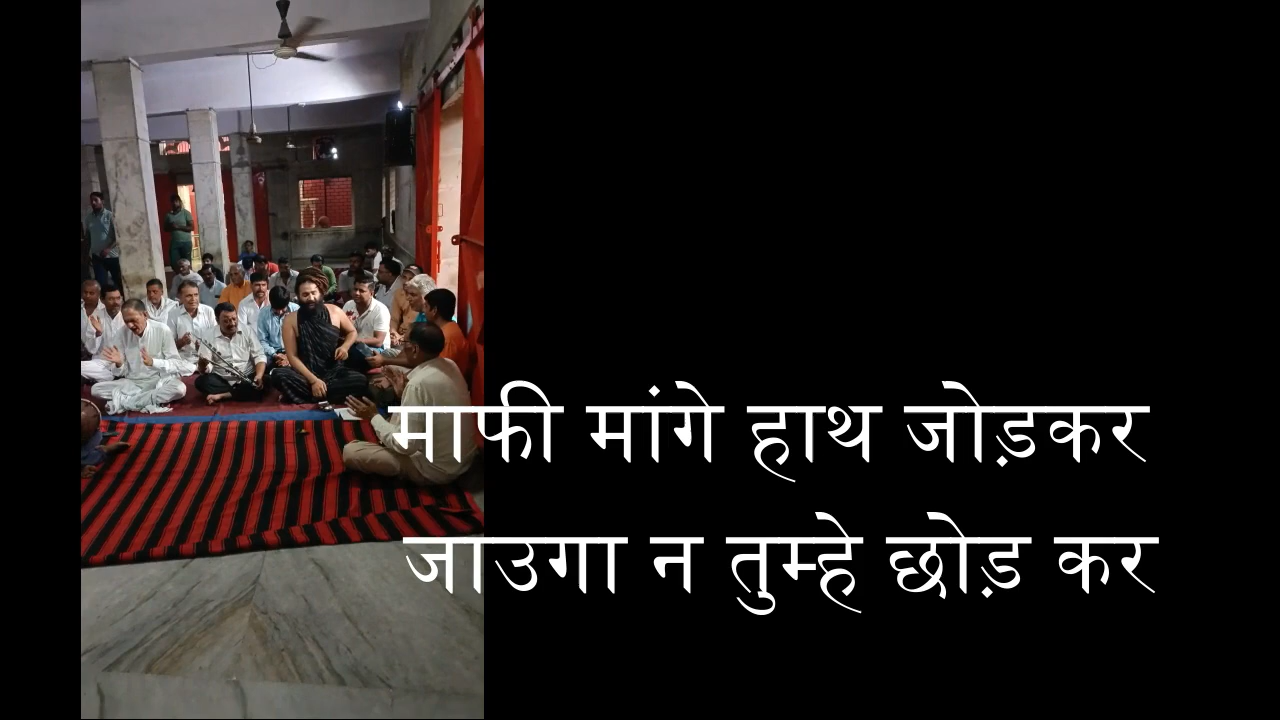 माफी मांगे हाथ जोड़कर
जाउगा न तुम्हे छोड़ कर